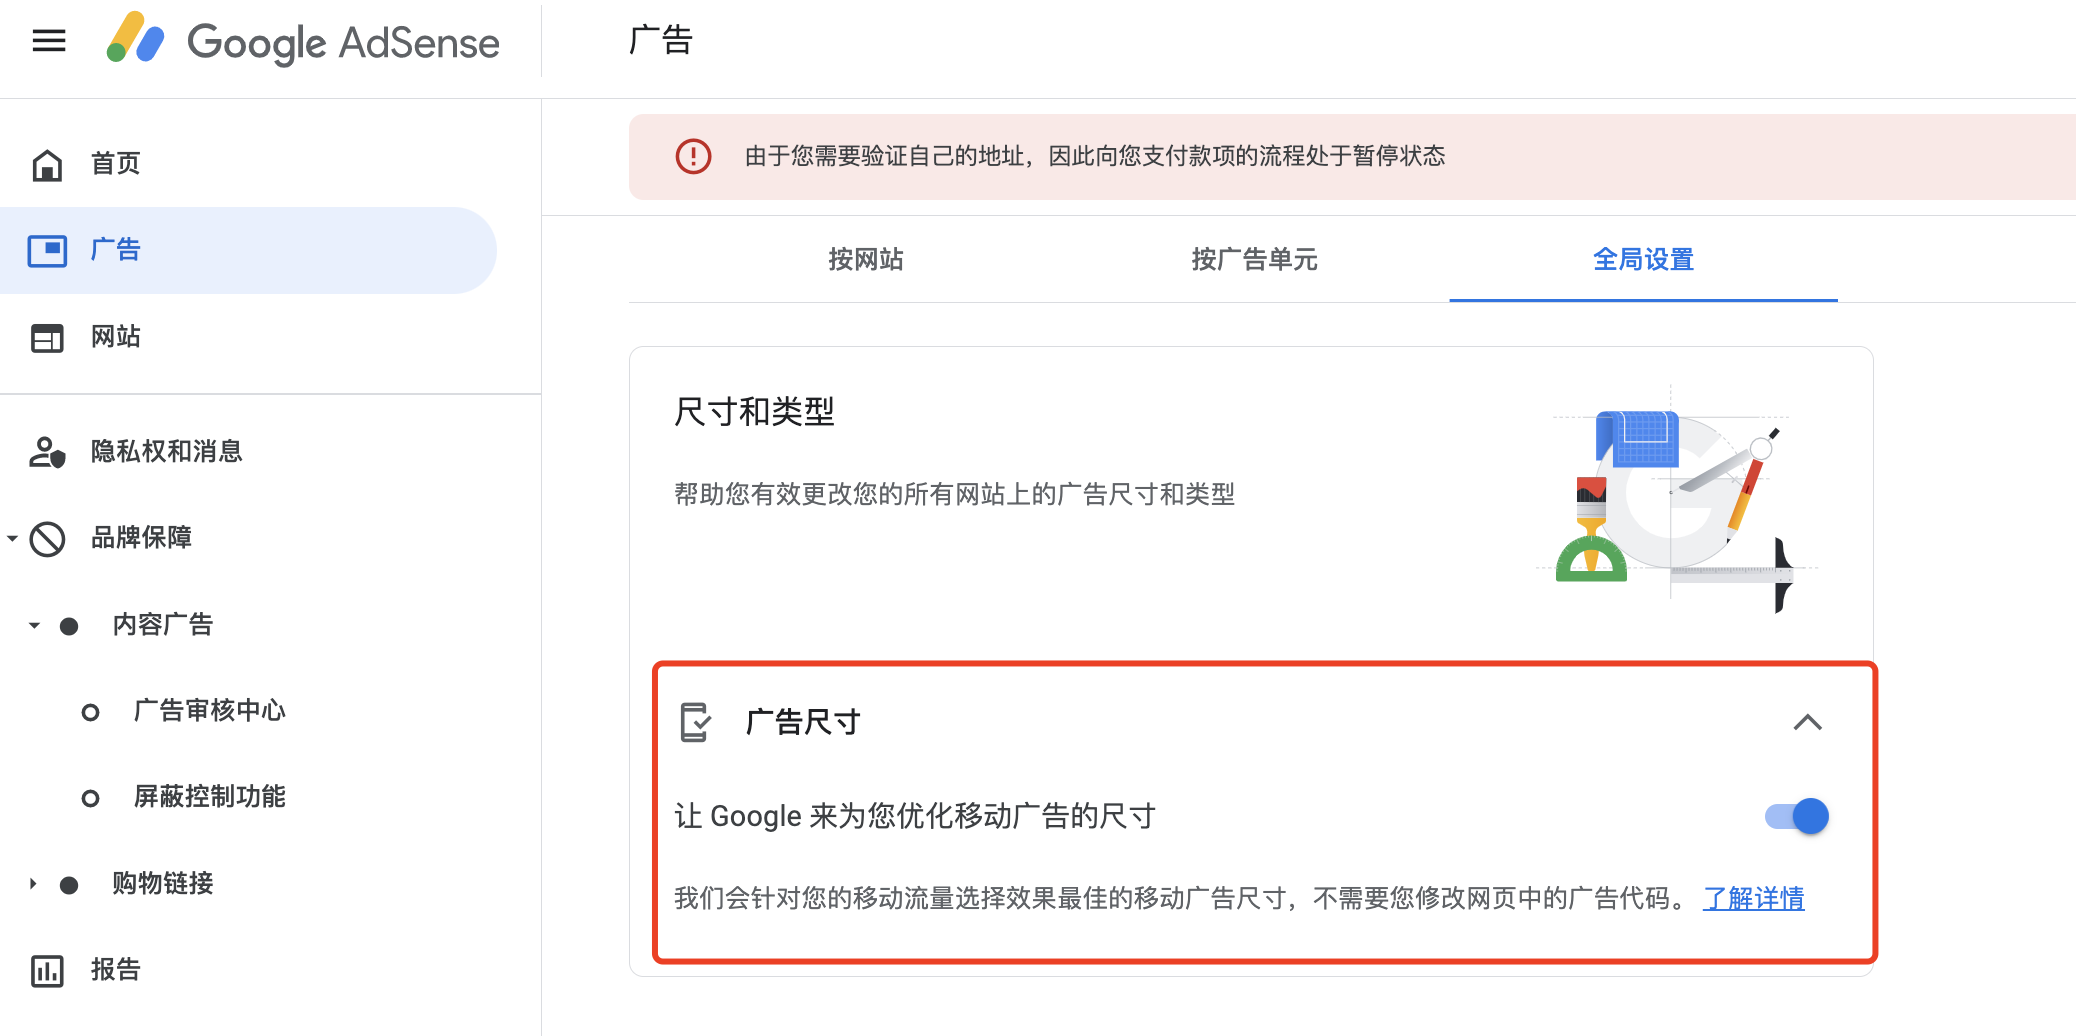 Google AdSense
广告
首页
广告
网站
隐私权和消息
品牌保障
内容广告
广告审核中心
屏蔽控制功能
购物链接
报告
由于您需要验证自己的地址，因此向您支付款项的流程处于暂停状态
按网站
按广告单元
全局设置
尺寸和类型
帮助您有效更改您的所有网站上的广告尺寸和类型
广告尺寸
让 Google 来为您优化移动广告的尺寸
我们会针对您的移动流量选择效果最佳的移动广告尺寸，不需要您修改网页中的广告代码。 了解详情